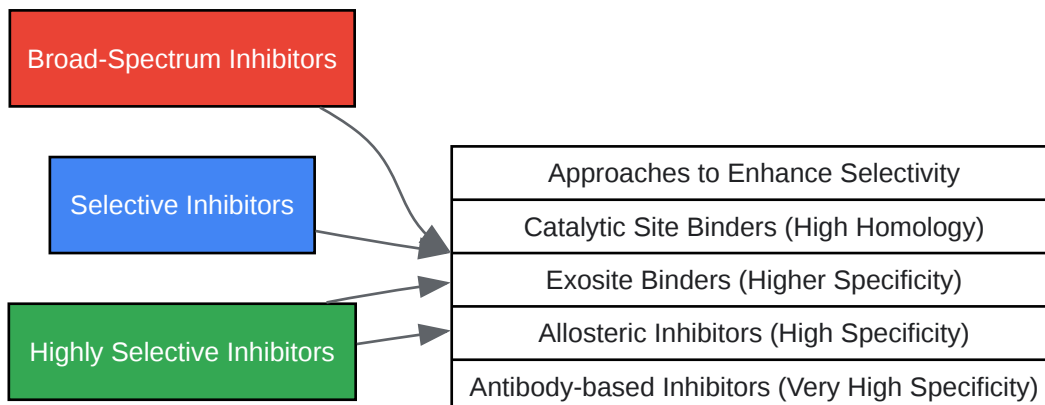 Broad-Spectrum Inhibitors
Selective Inhibitors
Highly Selective Inhibitors
Approaches to Enhance Selectivity
Catalytic Site Binders (High Homology)
Exosite Binders (Higher Specificity)
Allosteric Inhibitors (High Specificity)
Antibody-based Inhibitors (Very High Specificity)